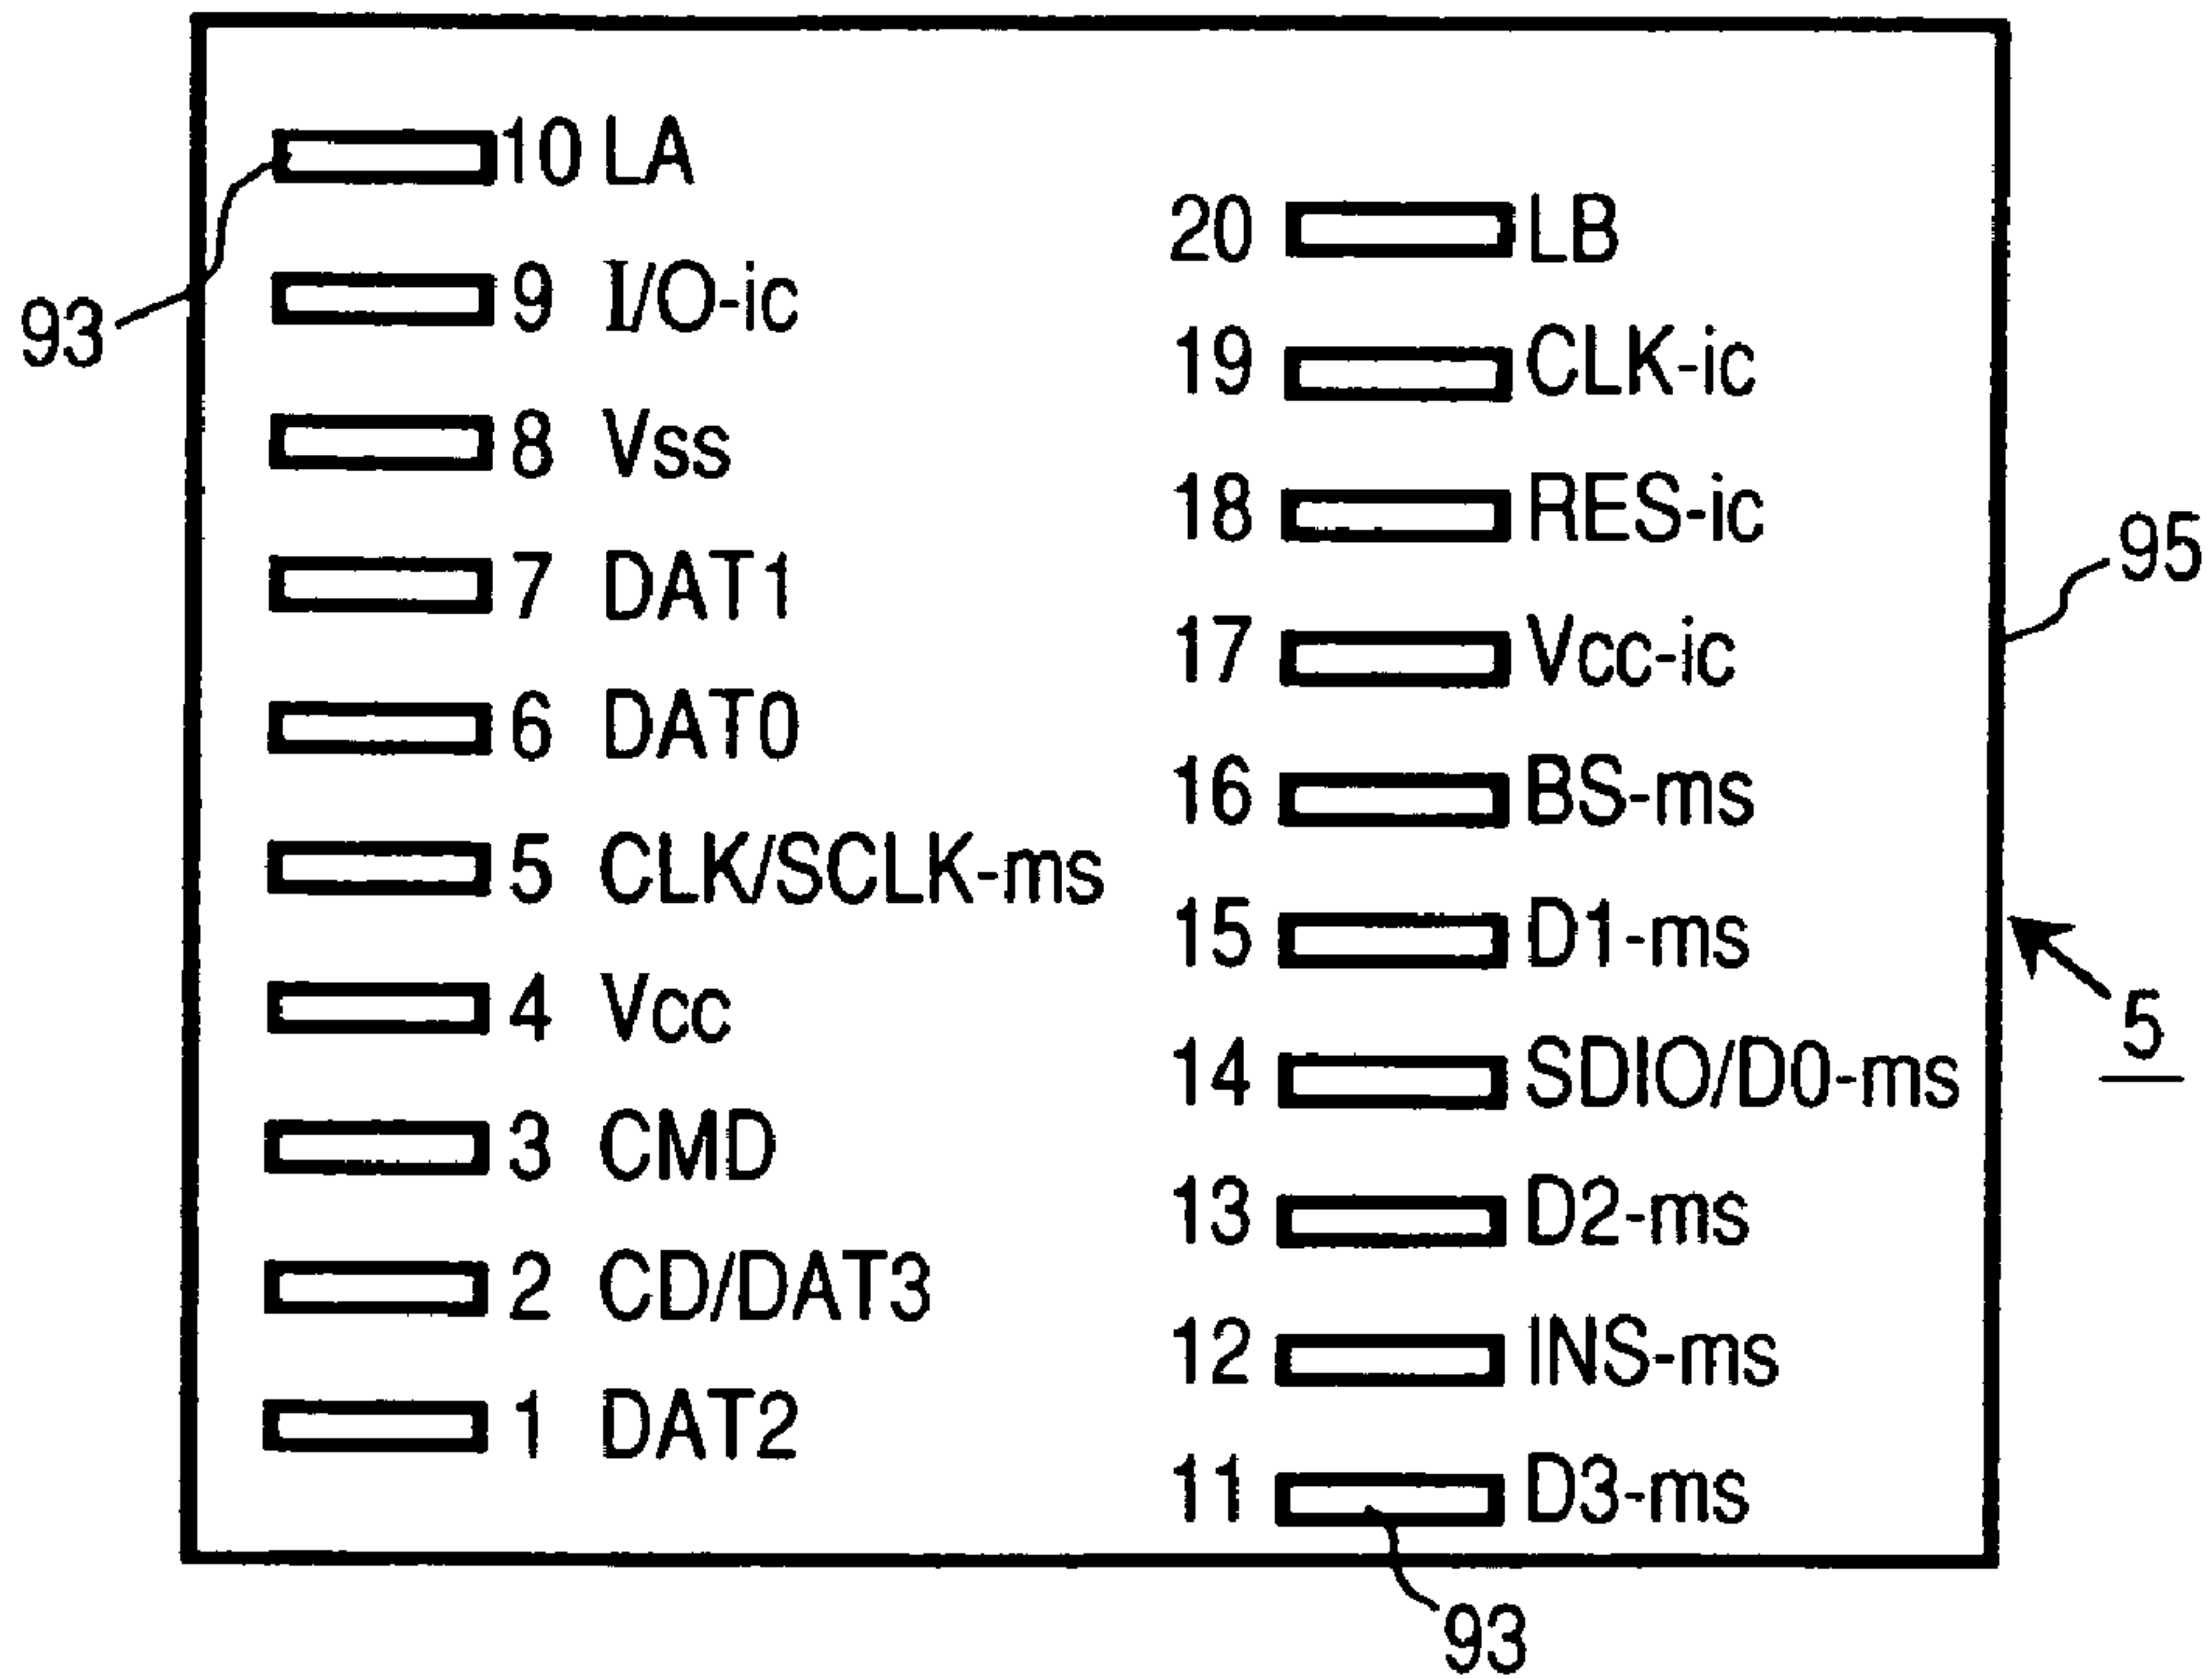 10 LA
9 I/O-ic
8 Vss
7 DAT1
6 DAT0
5 CLK/SCLK-ms
4 Vcc
3 CMD
2 CD/DAT3
1 DAT2
20 LB
19 CLK-ic
18 RES-ic
17 Vcc-ic
16 BS-ms
15 D1-ms
14 SDIO/D0-ms
13 D2-ms
12 INS-ms
11 D3-ms
93
95
5
93